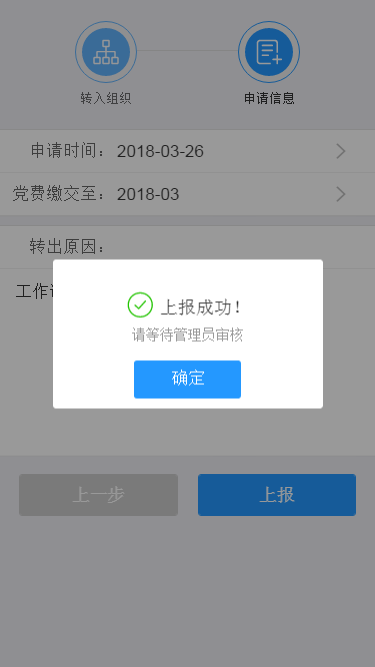 转入组织
申请信息
申请时间： 2018-03-26
党费缴交至： 2018-03
转出原因：
工作
上报成功！
请等待管理员审核
确定
上一步
上报